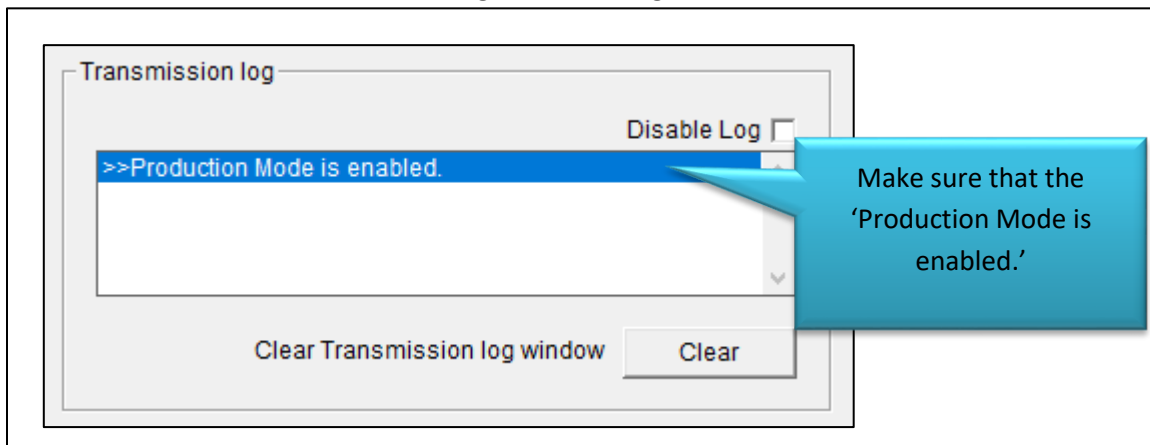 Transmission log
Disable Log
>>Production Mode is enabled.
Make sure that the
‘Production Mode is
enabled.’
Clear Transmission log window
Clear